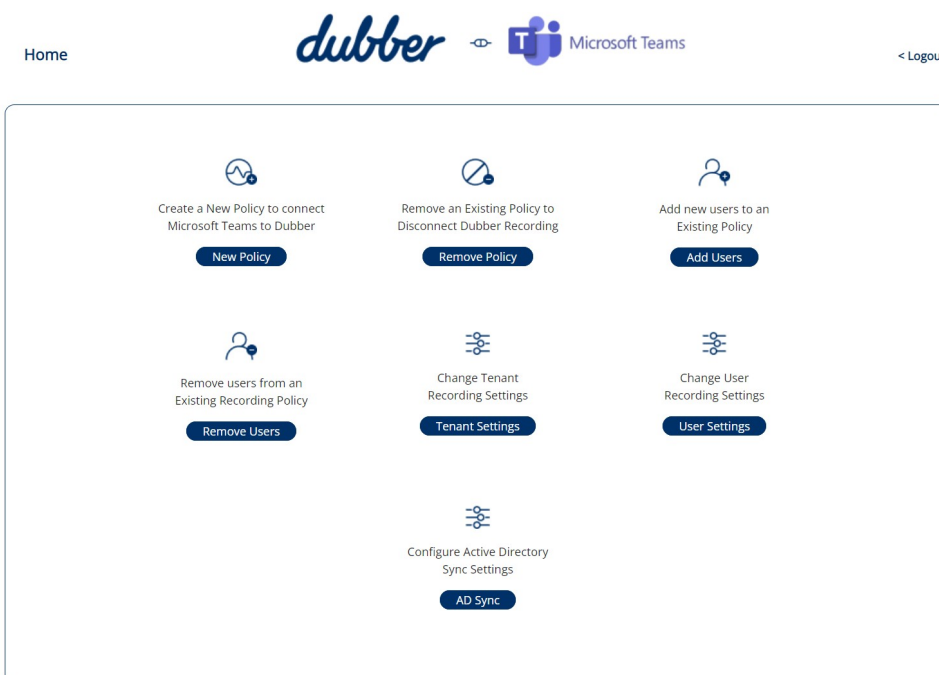 Home
dubber
Microsoft Teams
< Logou
Create a New Policy to connect
Microsoft Teams to Dubber
New Policy
Remove an Existing Policy to
Disconnect Dubber Recording
Remove Policy
Add new users to an
Existing Policy
Add Users
Remove users from an
Existing Recording Policy
Remove Users
Change Tenant
Recording Settings
Tenant Settings
Change User
Recording Settings
User Settings
Configure Active Directory
Sync Settings
AD Sync